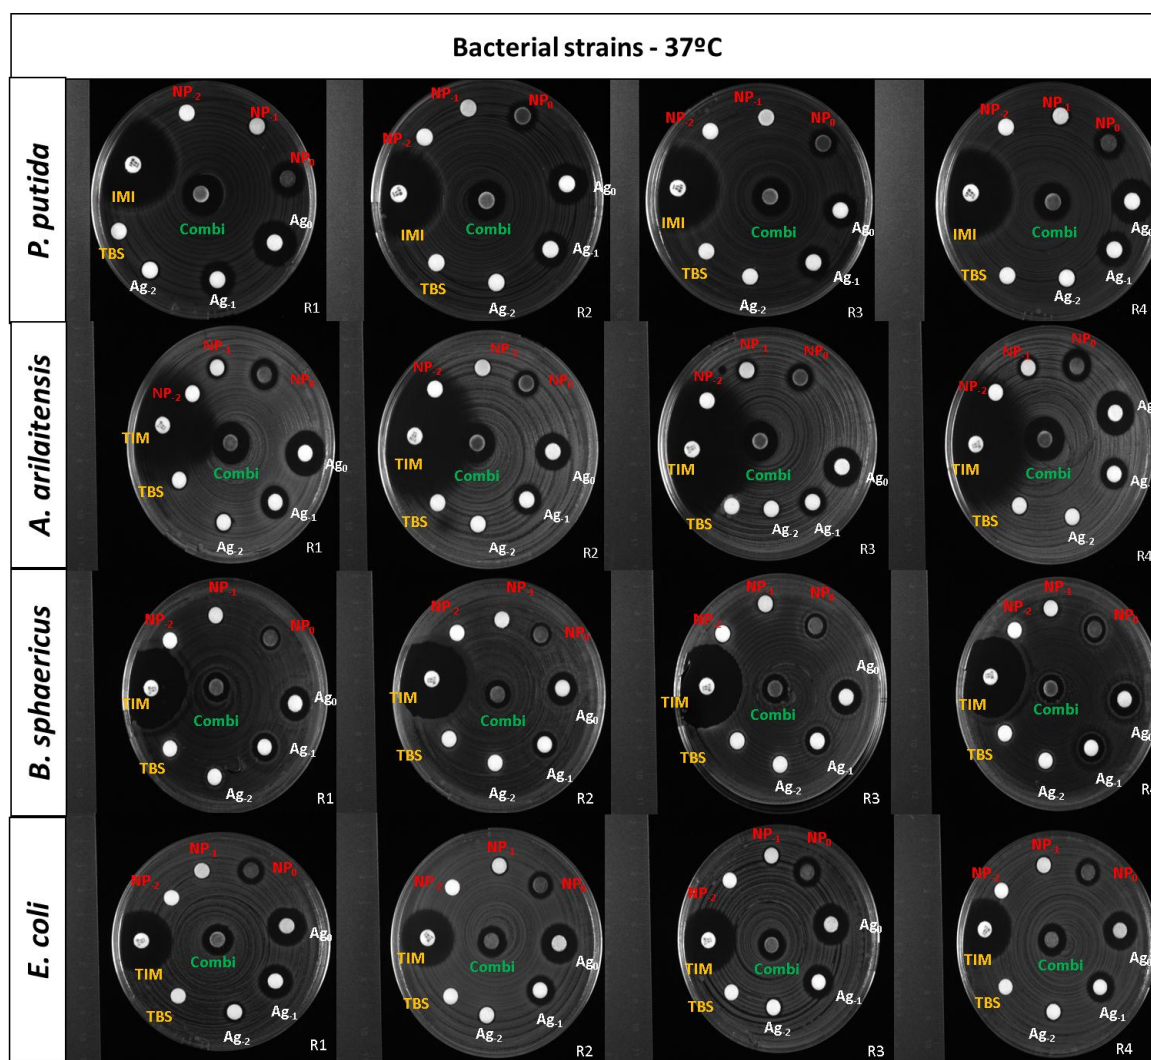 Bacterial strains - 37ºC
P. putida
NP-2
NP-1
NP0
IMI
Combi
Ag0
TBS
Ag-2
Ag-1
R1
NP-1
NP0
NP-2
Ag0
IMI
Combi
Ag-1
TBS
Ag-2
R2
NP-1
NP0
NP-2
IMI
Combi
Ag0
TBS
Ag-1
Ag-2
R3
NP-1
NP0
NP-2
IMI
Combi
Ag0
TBS
Ag-1
Ag-2
R4
A. arilaitensis
NP-1
NP0
NP-2
TIM
Combi
Ag0
TBS
Ag-1
Ag-2
R1
NP-1
NP0
NP-2
TIM
Combi
Ag0
TBS
Ag-1
Ag-2
R2
NP-1
NP0
NP-2
TIM
Combi
Ag0
TBS
Ag-2
Ag-1
R3
NP-1
NP0
NP-2
TIM
Combi
TBS
Ag-2
R4
B. sphaericus
NP-1
NP-2
NP0
TIM
Combi
Ag0
TBS
Ag-1
Ag-2
R1
NP-1
NP-2
NP0
TIM
Combi
Ag0
TBS
Ag-1
Ag-2
R2
NP-1
NP0
NP-2
TIM
Combi
Ag0
TBS
Ag-1
Ag-2
R3
NP-1
NP-2
NP0
TIM
Combi
Ag0
TBS
Ag-1
Ag-2
R4
E. coli
NP-1
NP0
NP-2
TIM
Combi
Ag0
TBS
Ag-1
Ag-2
R1
NP-1
NP-2
NP0
TIM
Combi
Ag0
TBS
Ag-1
Ag-2
R2
NP-1
NP0
NP-2
TIM
Combi
Ag0
TBS
Ag-1
Ag-2
R3
NP-1
NP-2
NP0
TIM
Combi
Ag0
TBS
Ag-1
Ag-2
R4